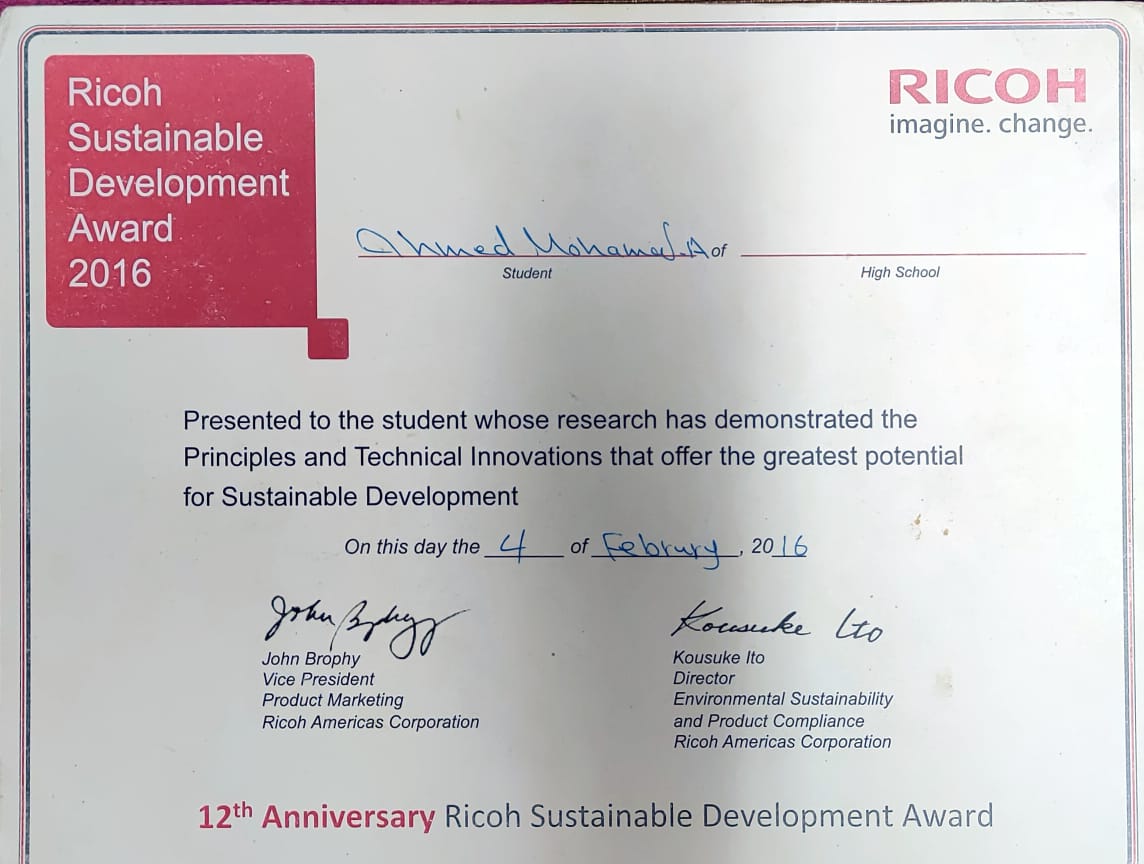 Ricoh
Sustainable
Development
Award
2016
RICOH
imagine. change.
Ahmed Mohamed.A of
Student
High School
Presented to the student whose research has demonstrated the
Principles and Technical Innovations that offer the greatest potential
for Sustainable Development
On this day the 4 of Februry, 2016
John Brophy
John Brophy
Vice President
Product Marketing
Ricoh Americas Corporation
Kousuke Ito
Kousuke Ito
Director
Environmental Sustainability
and Product Compliance
Ricoh Americas Corporation
12th Anniversary Ricoh Sustainable Development Award